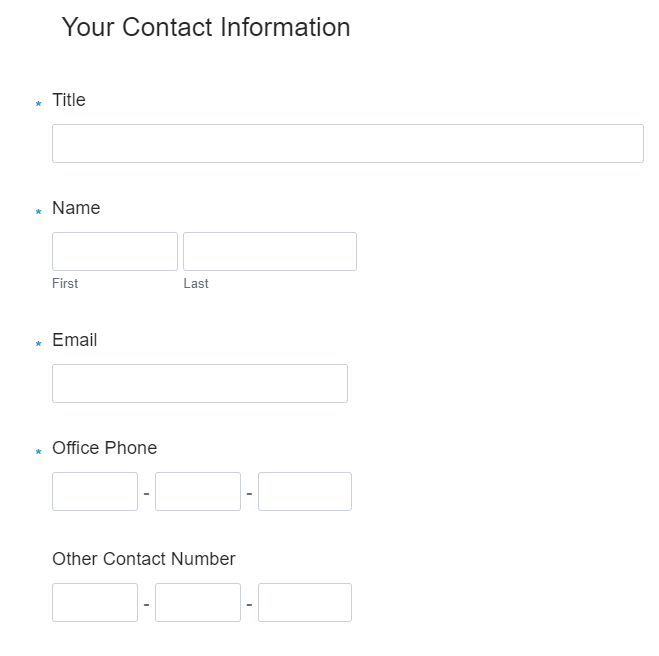 Your Contact Information
* Title
* Name
First Last
* Email
* Office Phone
- -
Other Contact Number
- -